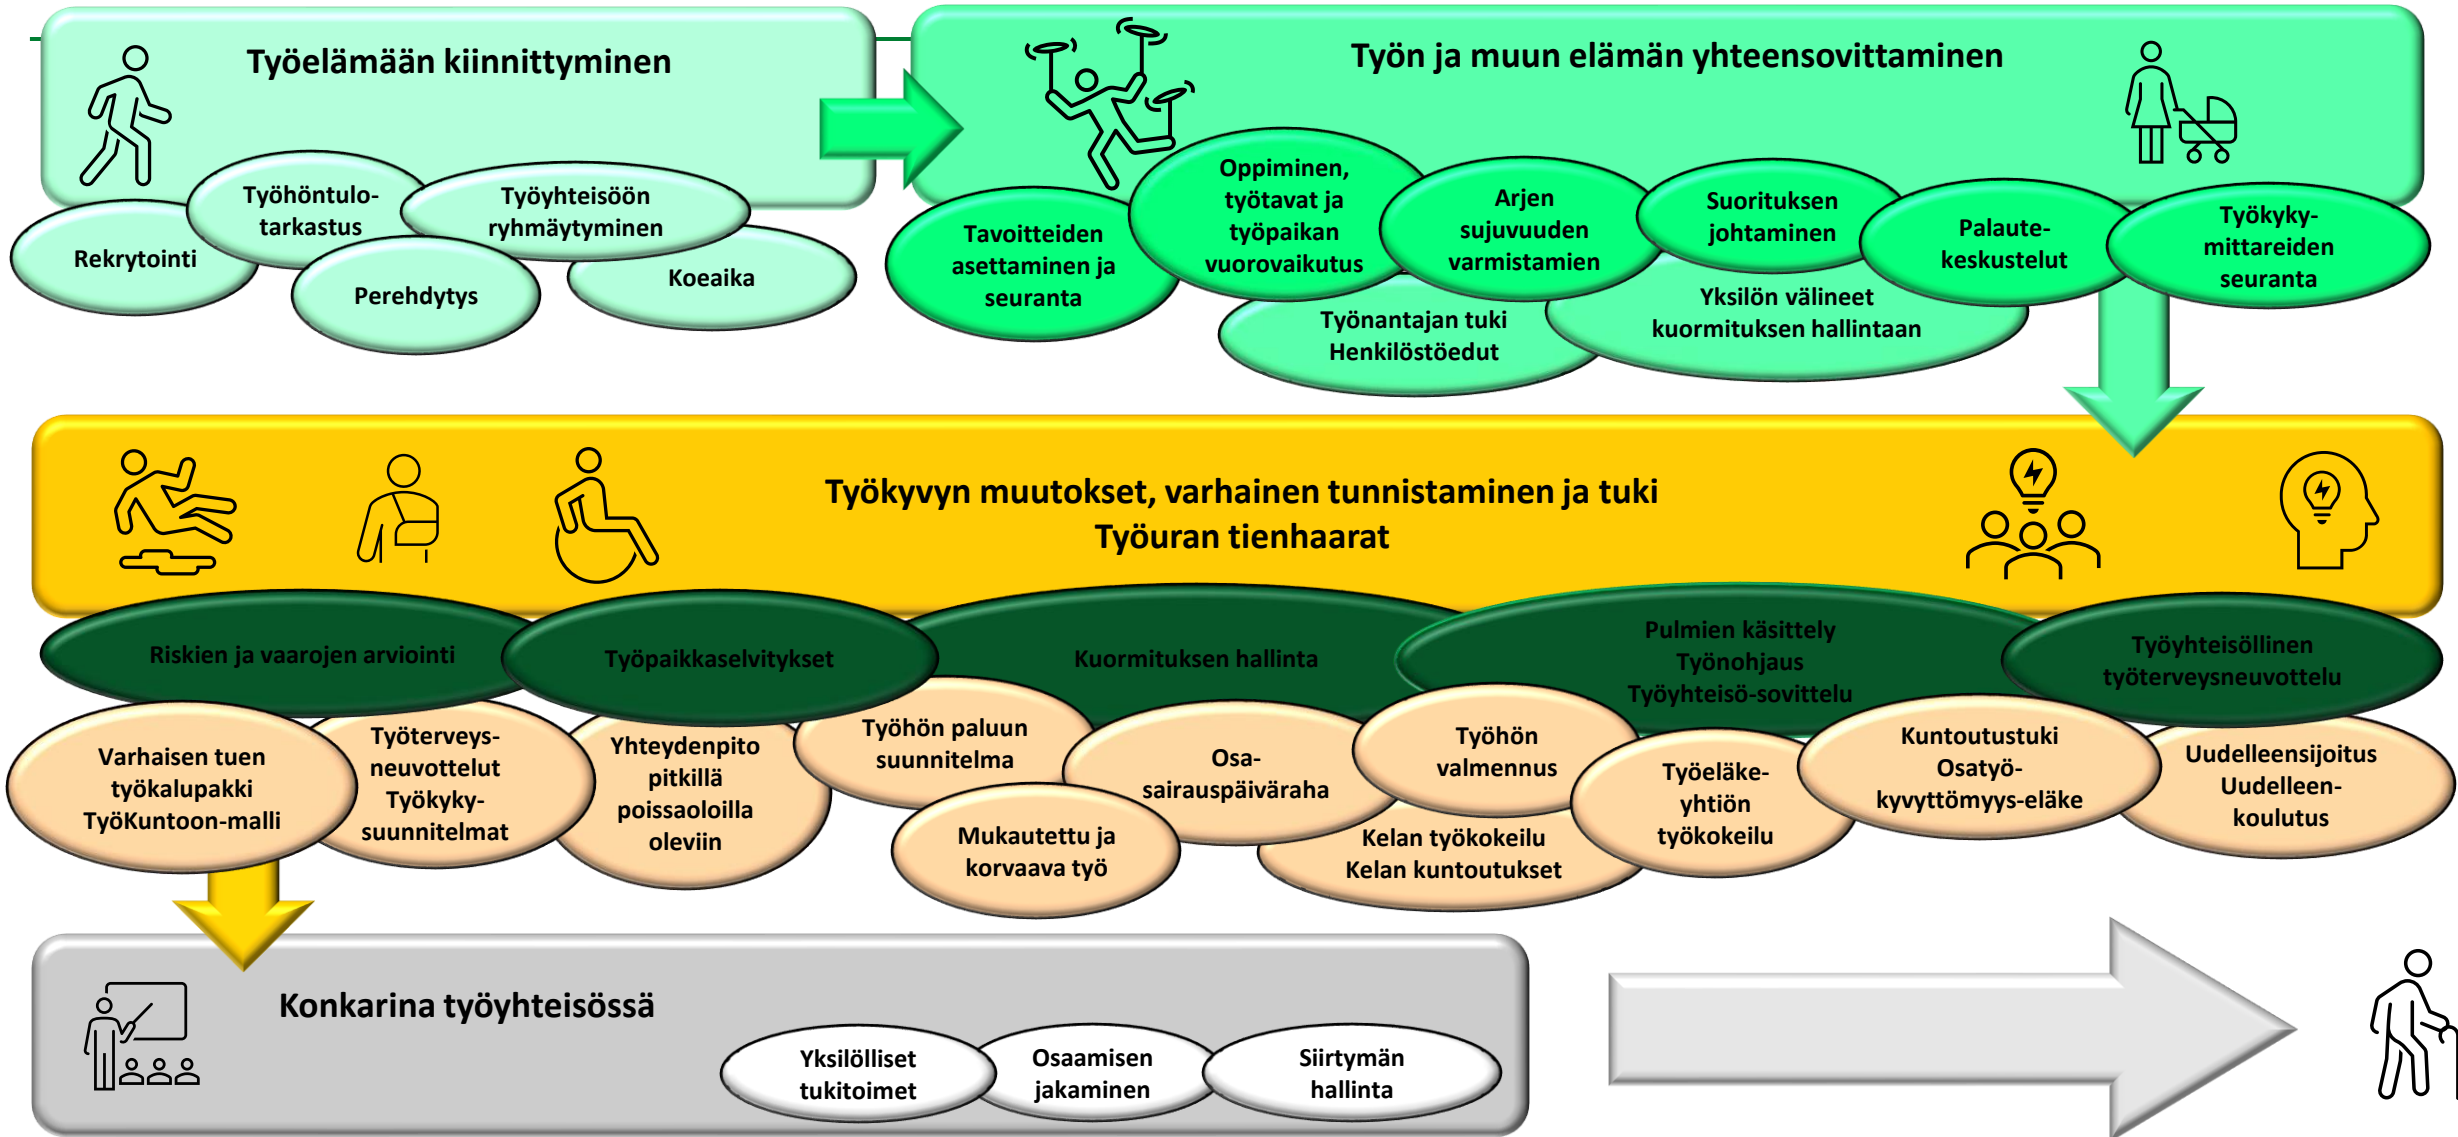 Työelämään kiinnittyminen
Rekrytointi
Työhöntulo-
tarkastus
Perehdytys
Työyhteisöön
ryhmäytyminen
Koeaika
Työn ja muun elämän yhteensovittaminen
Tavoitteiden
asettaminen ja
seuranta
Oppiminen,
työtavat ja
työpaikan
vuorovaikutus
Arjen
sujuvuuden
varmistamien
Suorituksen
johtaminen
Palaute-
keskustelut
Työkyky-
mittareiden
seuranta
Työnantajan tuki
Henkilöstöedut
Yksilön välineet
kuormituksen hallintaan
Työkyvyn muutokset, varhainen tunnistaminen ja tuki
Työuran tienhaarat
Riskien ja vaarojen arviointi
Työpaikkaselvitykset
Kuormituksen hallinta
Pulmien käsittely
Työnohjaus
Työyhteisö-sovittelu
Työyhteisöllinen
työterveysneuvottelu
Varhaisen tuen
työkalupakki
TyöKuntoon-malli
Työterveys-
neuvottelut
Työkyky-
suunnitelmat
Yhteydenpito
pitkillä
poissaoloilla
oleviin
Työhön paluun
suunnitelma
Mukautettu ja
korvaava työ
Osa-
sairauspäiväraha
Työhön
valmennus
Kelan työkokeilu
Kelan kuntoutukset
Työeläke-
yhtiön
työkokeilu
Kuntoutustuki
Osatyö-
kyvyttömyys-eläke
Uudelleensijoitus
Uudelleen-
koulutus
Konkarina työyhteisössä
Yksilölliset
tukitoimet
Osaamisen
jakaminen
Siirtymän
hallinta